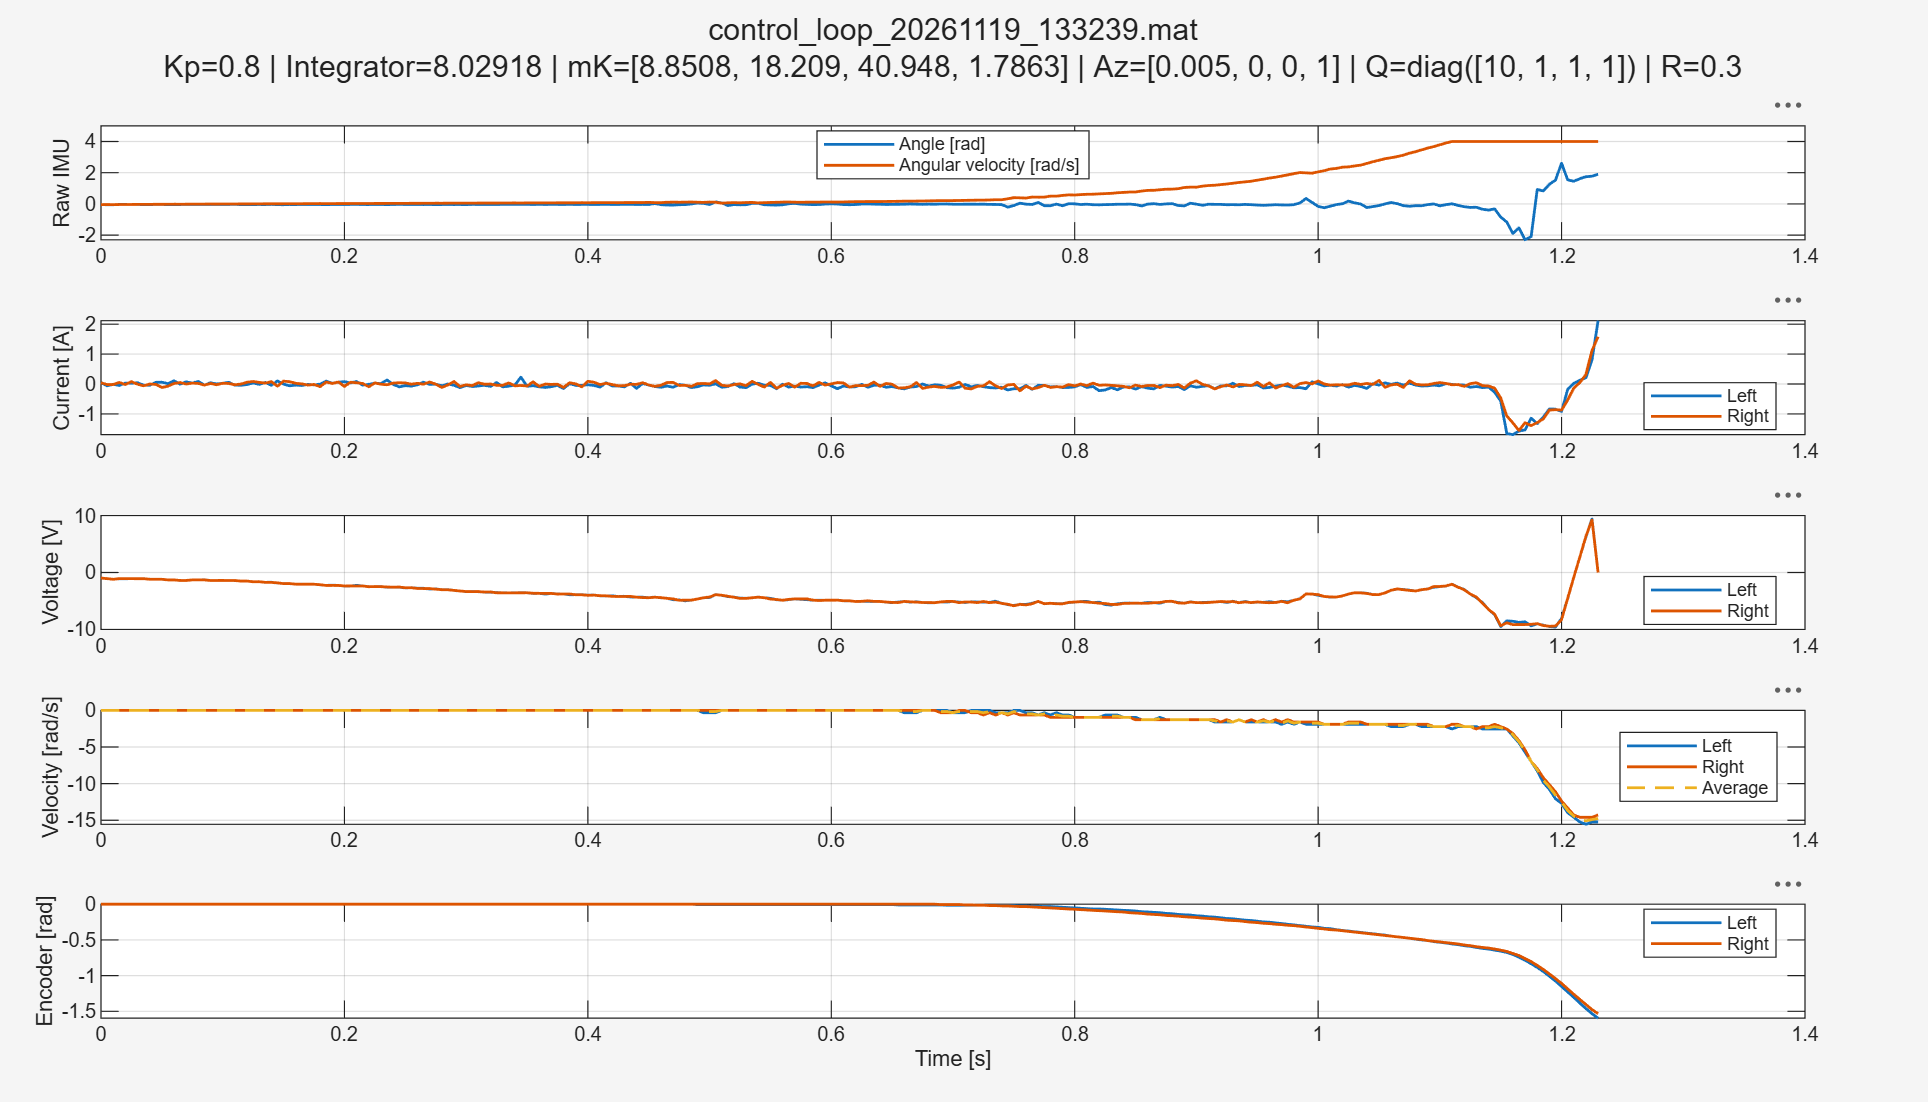 control_loop_20261119_133239.mat
Kp=0.8 | Integrator=8.02918 | mK=[8.8508, 18.209, 40.948, 1.7863] | Az=[0.005, 0, 0, 1] | Q=diag([10, 1, 1, 1]) | R=0.3
Raw IMU
4
2
0
-2
Angle [rad]
Angular velocity [rad/s]
0 0.2 0.4 0.6 0.8 1 1.2 1.4
Current [A]
2
1
0
-1
Left
Right
0 0.2 0.4 0.6 0.8 1 1.2 1.4
Voltage [V]
10
0
-10
Left
Right
0 0.2 0.4 0.6 0.8 1 1.2 1.4
Velocity [rad/s]
0
-5
-10
-15
Left
Right
Average
0 0.2 0.4 0.6 0.8 1 1.2 1.4
Encoder [rad]
0
-0.5
-1
-1.5
Left
Right
0 0.2 0.4 0.6 0.8 1 1.2 1.4
Time [s]